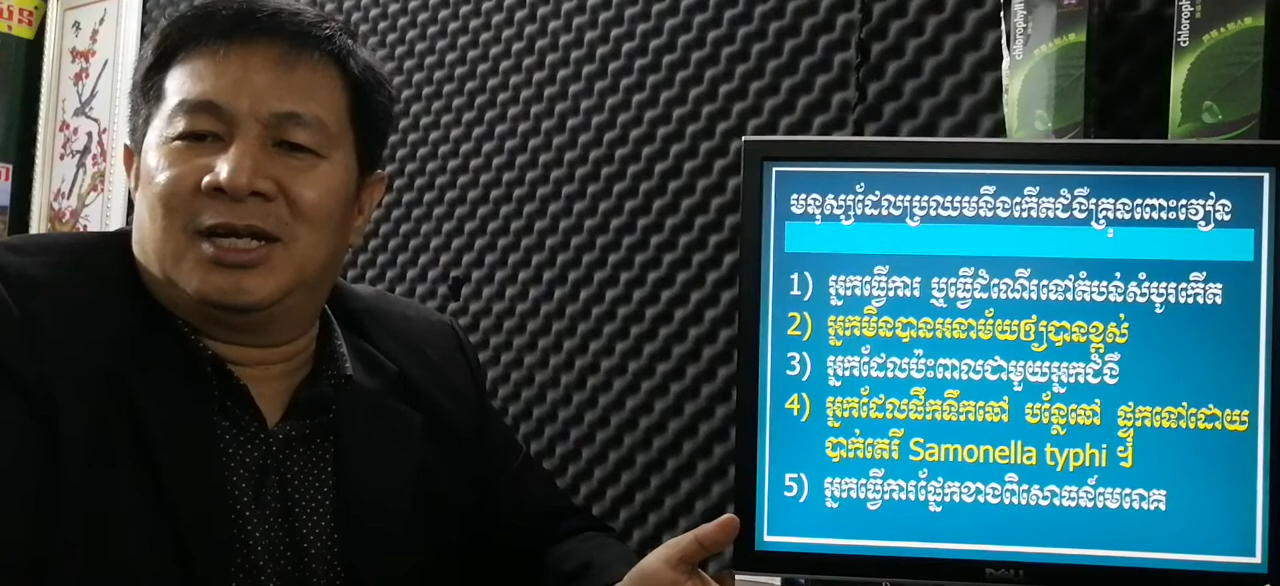 សុន
冬
chlorophyll
chlorophyll
មនុស្សដែលប្រឈមនឹងកើតជំងឺគ្រុនពោះវៀន
1) អ្នកធ្វើការ ឬធ្វើដំណើរទៅតំបន់សំបូរកើត
2) អ្នកមិនបានអនាម័យឲ្យបានខ្ពស់
3) អ្នកដែលប៉ះពាល់ជាមួយអ្នកជំងឺ
4) អ្នកដែលផឹកទឹកឆៅ បន្លែឆៅ ផ្ទុកទៅដោយ
បាក់តេរី Samonella typhi ។
5) អ្នកធ្វើការផ្នែកខាងពិសោធន៍មេរោគ
DELL